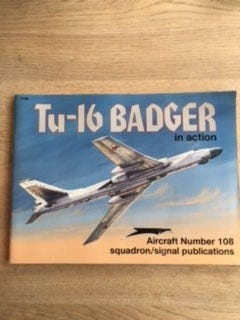 Tu-16 BADGER
in action
Aircraft Number 108
squadron/signal publications